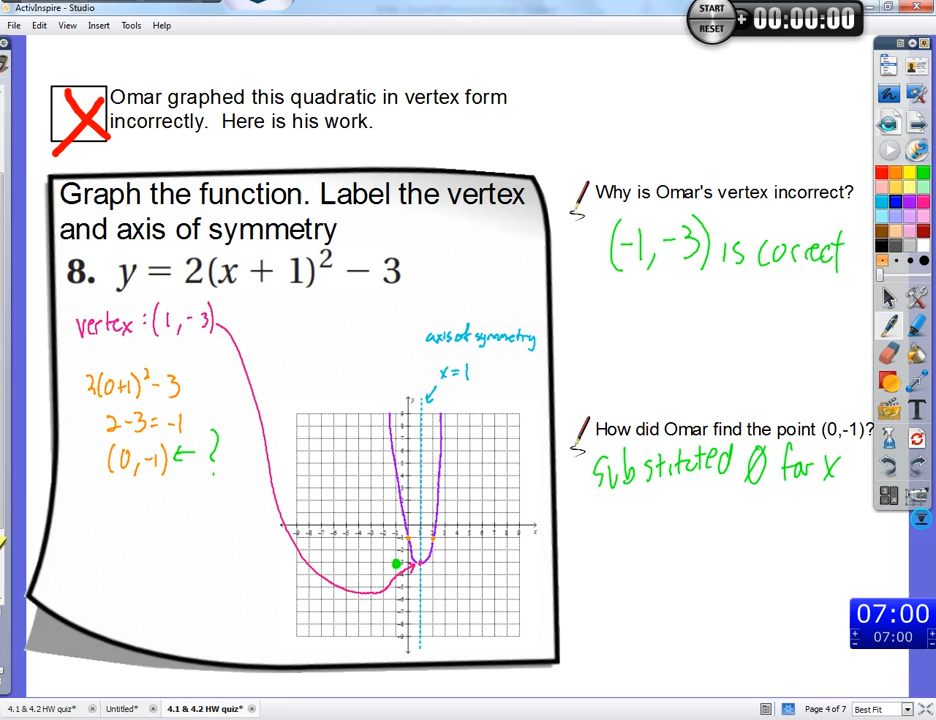 ActivInspire - Studio
START
RESET
00:00:00
File Edit View Insert Tools Help
Omar graphed this quadratic in vertex form
incorrectly. Here is his work.
Graph the function. Label the vertex
and axis of symmetry
8. y = 2(x + 1)² − 3
vertex : (1, -3)
2(0+1)² - 3
2-3 = -1
(0, -1) ← ?
axis of symmetry
x = 1
Why is Omar's vertex incorrect?
(-1, -3) is correct
How did Omar find the point (0,-1)?
Substituted 0 for x
07:00
07:00
4.1 & 4.2 HW quiz* Untitled* 4.1 & 4.2 HW quiz*
Page 4 of 7 Best Fit